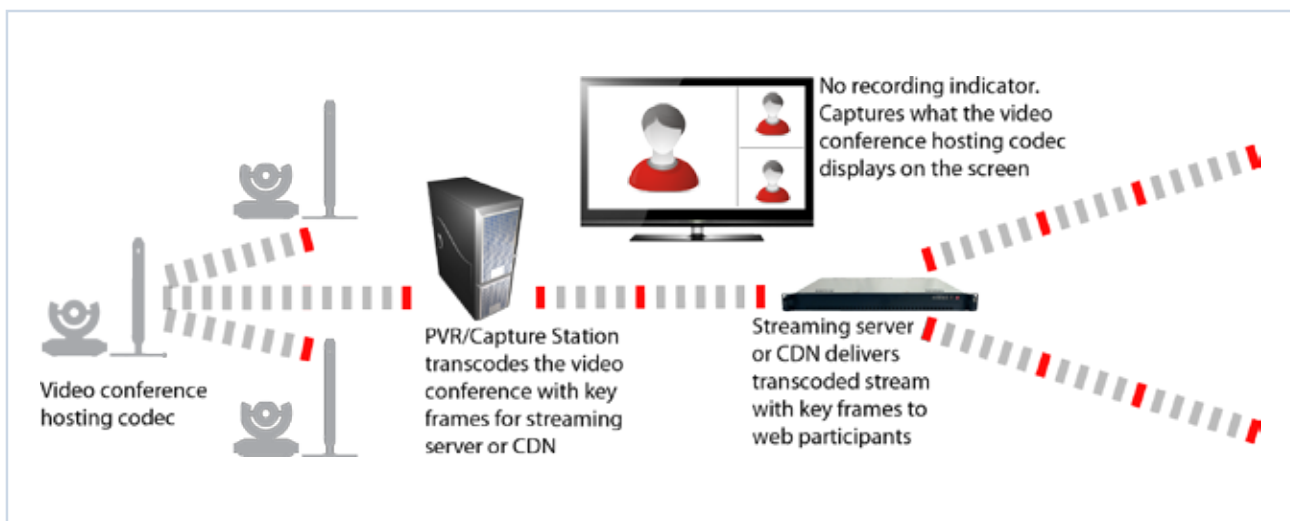 No recording indicator.
Captures what the video
conference hosting codec
displays on the screen
Video conference
hosting codec
PVR/Capture Station
transcodes the video
conference with key
frames for streaming
server or CDN
Streaming server
or CDN delivers
transcoded stream
with key frames to
web participants